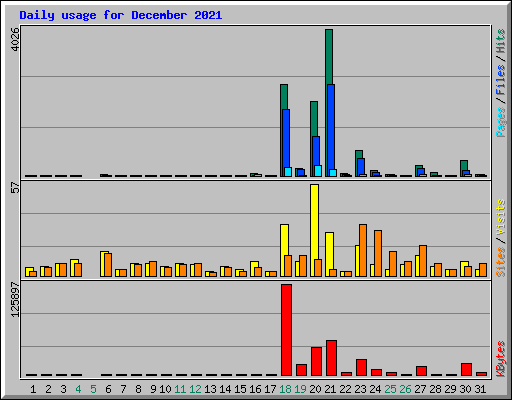 Daily usage for December 2021
4026
57
125897
Pages / Files / Hits
Sites / Visits
KBytes
1 2 3 4 5 6 7 8 9 10 11 12 13 14 15 16 17 18 19 20 21 22 23 24 25 26 27 28 29 30 31